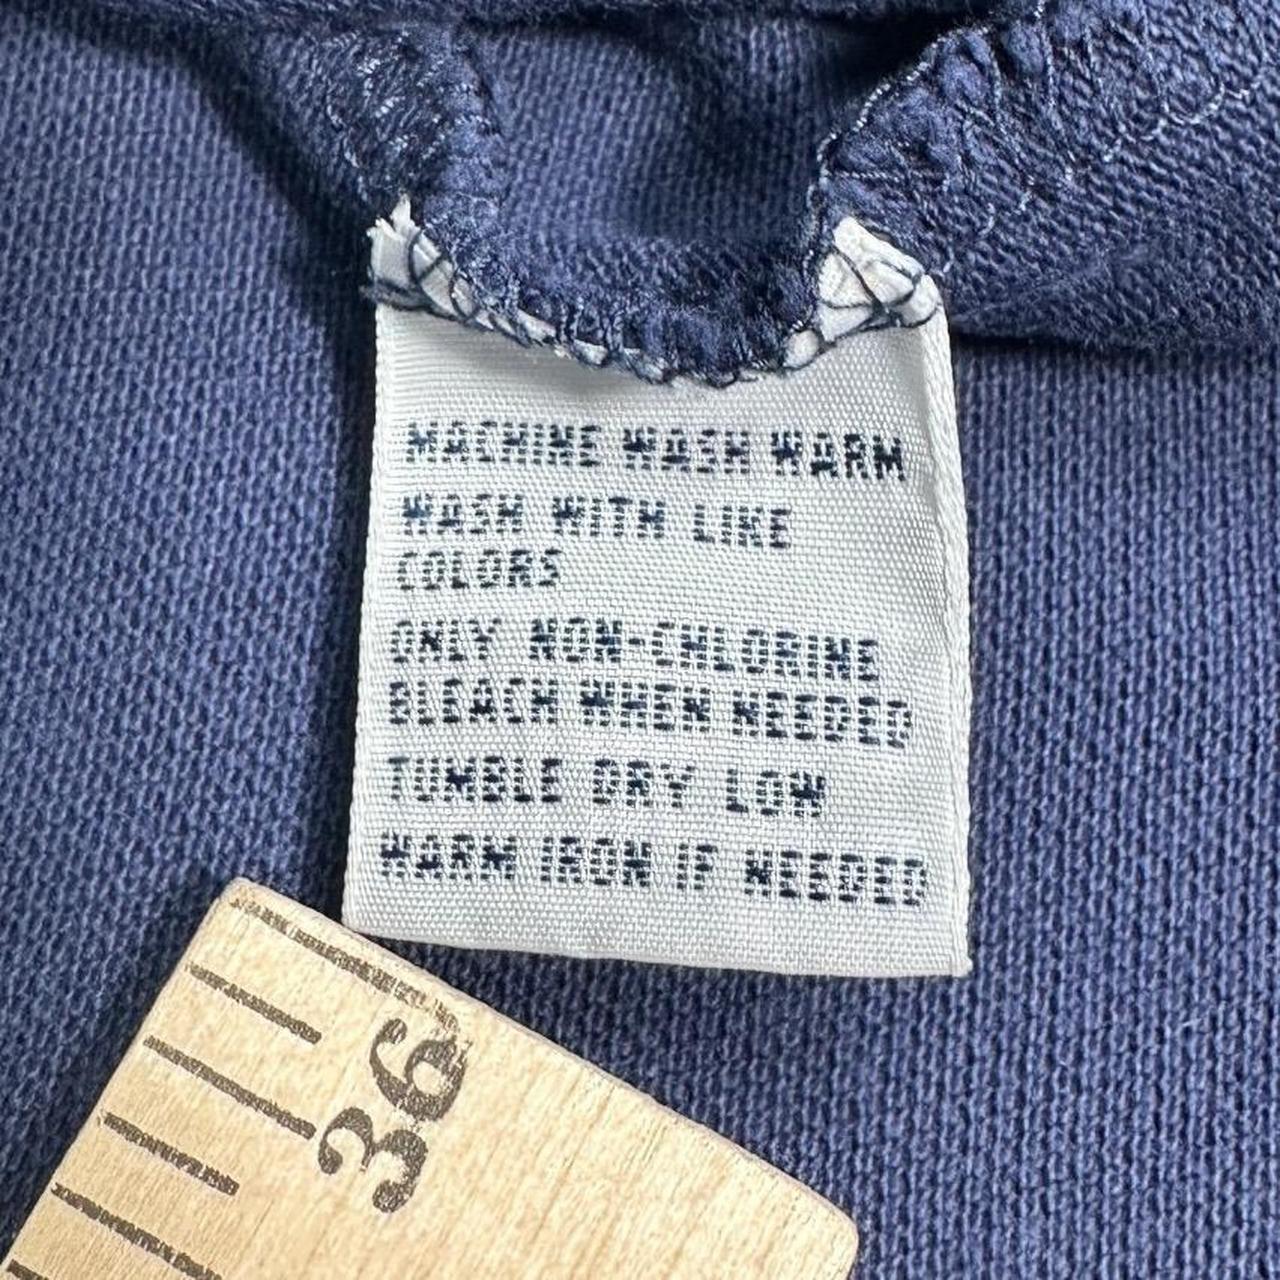 MACHINE WASH WARM
WASH WITH LIKE
COLORS
ONLY NON-CHLORINE
BLEACH WHEN NEEDED
TUMBLE DRY LOW
WARM IRON IF NEEDED
36